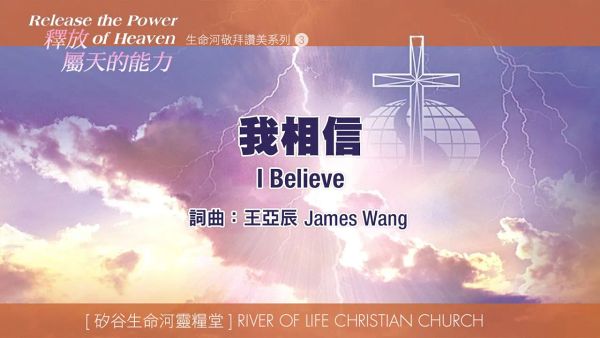 Release the Power
釋放 of Heaven 生命河敬拜讚美系列 3
屬天的能力
我相信
I Believe
詞曲：王亞辰 James Wang
[ 矽谷生命河靈糧堂 ] RIVER OF LIFE CHRISTIAN CHURCH